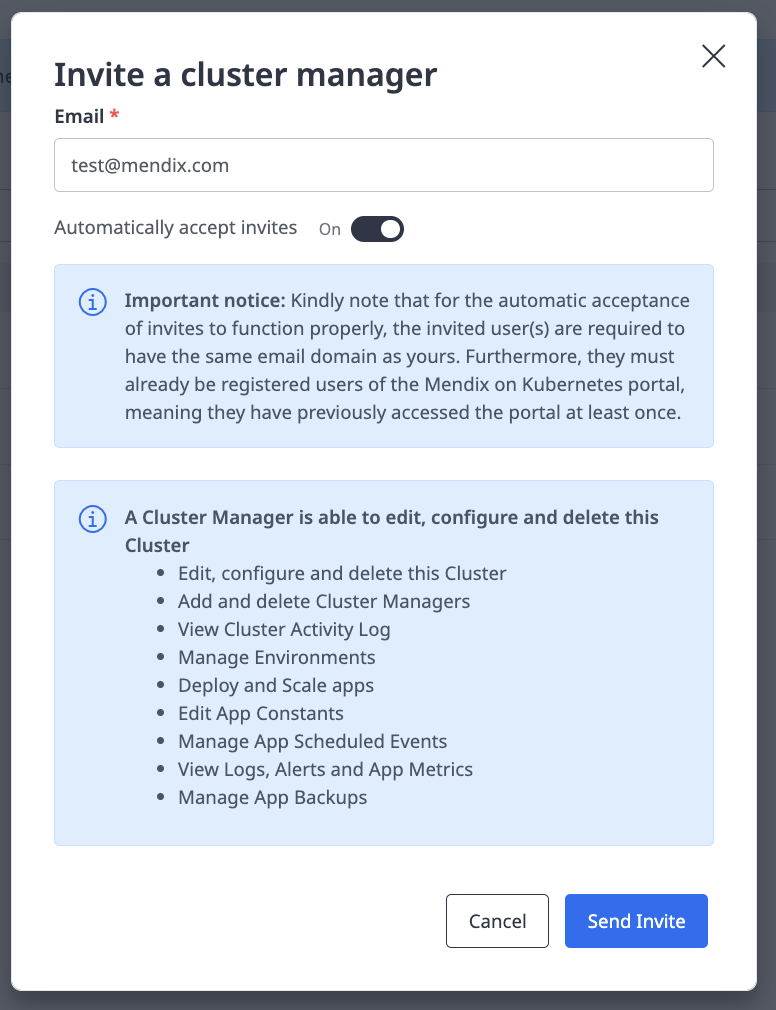 Invite a cluster manager
Email *
test@mendix.com
Automatically accept invites On
Important notice: Kindly note that for the automatic acceptance
of invites to function properly, the invited user(s) are required to
have the same email domain as yours. Furthermore, they must
already be registered users of the Mendix on Kubernetes portal,
meaning they have previously accessed the portal at least once.
A Cluster Manager is able to edit, configure and delete this
Cluster
• Edit, configure and delete this Cluster
• Add and delete Cluster Managers
• View Cluster Activity Log
• Manage Environments
• Deploy and Scale apps
• Edit App Constants
• Manage App Scheduled Events
• View Logs, Alerts and App Metrics
• Manage App Backups
Cancel Send Invite